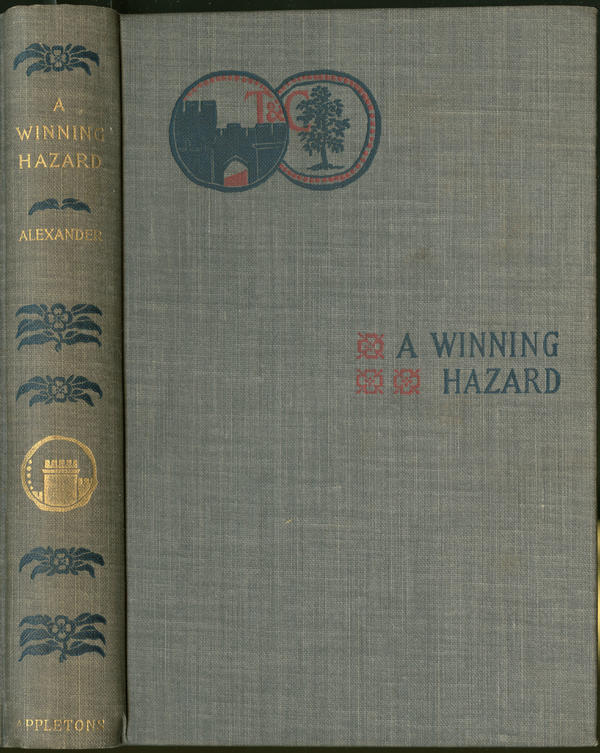 A
WINNING
HAZARD
ALEXANDER
APPLETONS
T&C
A WINNING
HAZARD